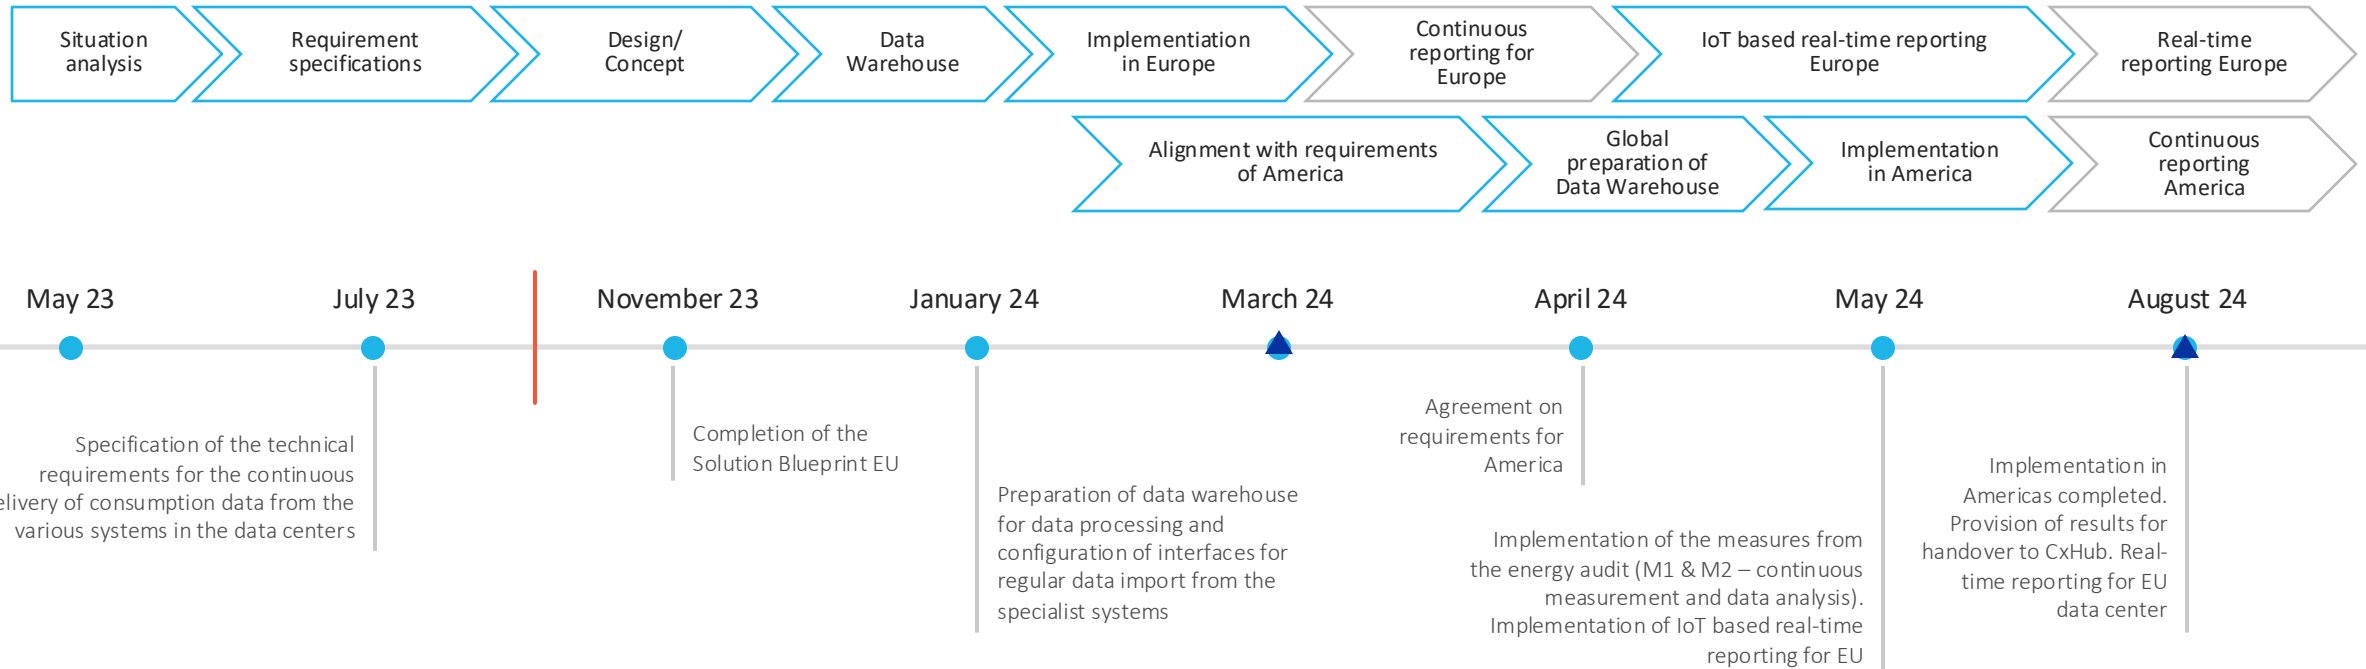 Situation
analysis
Requirement
specifications
Design/
Concept
Data
Warehouse
Implementiation
in Europe
Continuous
reporting for
Europe
IoT based real-time reporting
Europe
Real-time
reporting Europe
Alignment with requirements
of America
Global
preparation of
Data Warehouse
Implementation
in America
Continuous
reporting
America
May 23
July 23
November 23
January 24
March 24
April 24
May 24
August 24
Specification of the technical
requirements for the continuous
elivery of consumption data from the
various systems in the data centers
Completion of the
Solution Blueprint EU
Preparation of data warehouse
for data processing and
configuration of interfaces for
regular data import from the
specialist systems
Agreement on
requirements for
America
Implementation of the measures from
the energy audit (M1 & M2 – continuous
measurement and data analysis).
Implementation of IoT based real-time
reporting for EU
Implementation in
Americas completed.
Provision of results for
handover to CxHub. Real-
time reporting for EU
data center